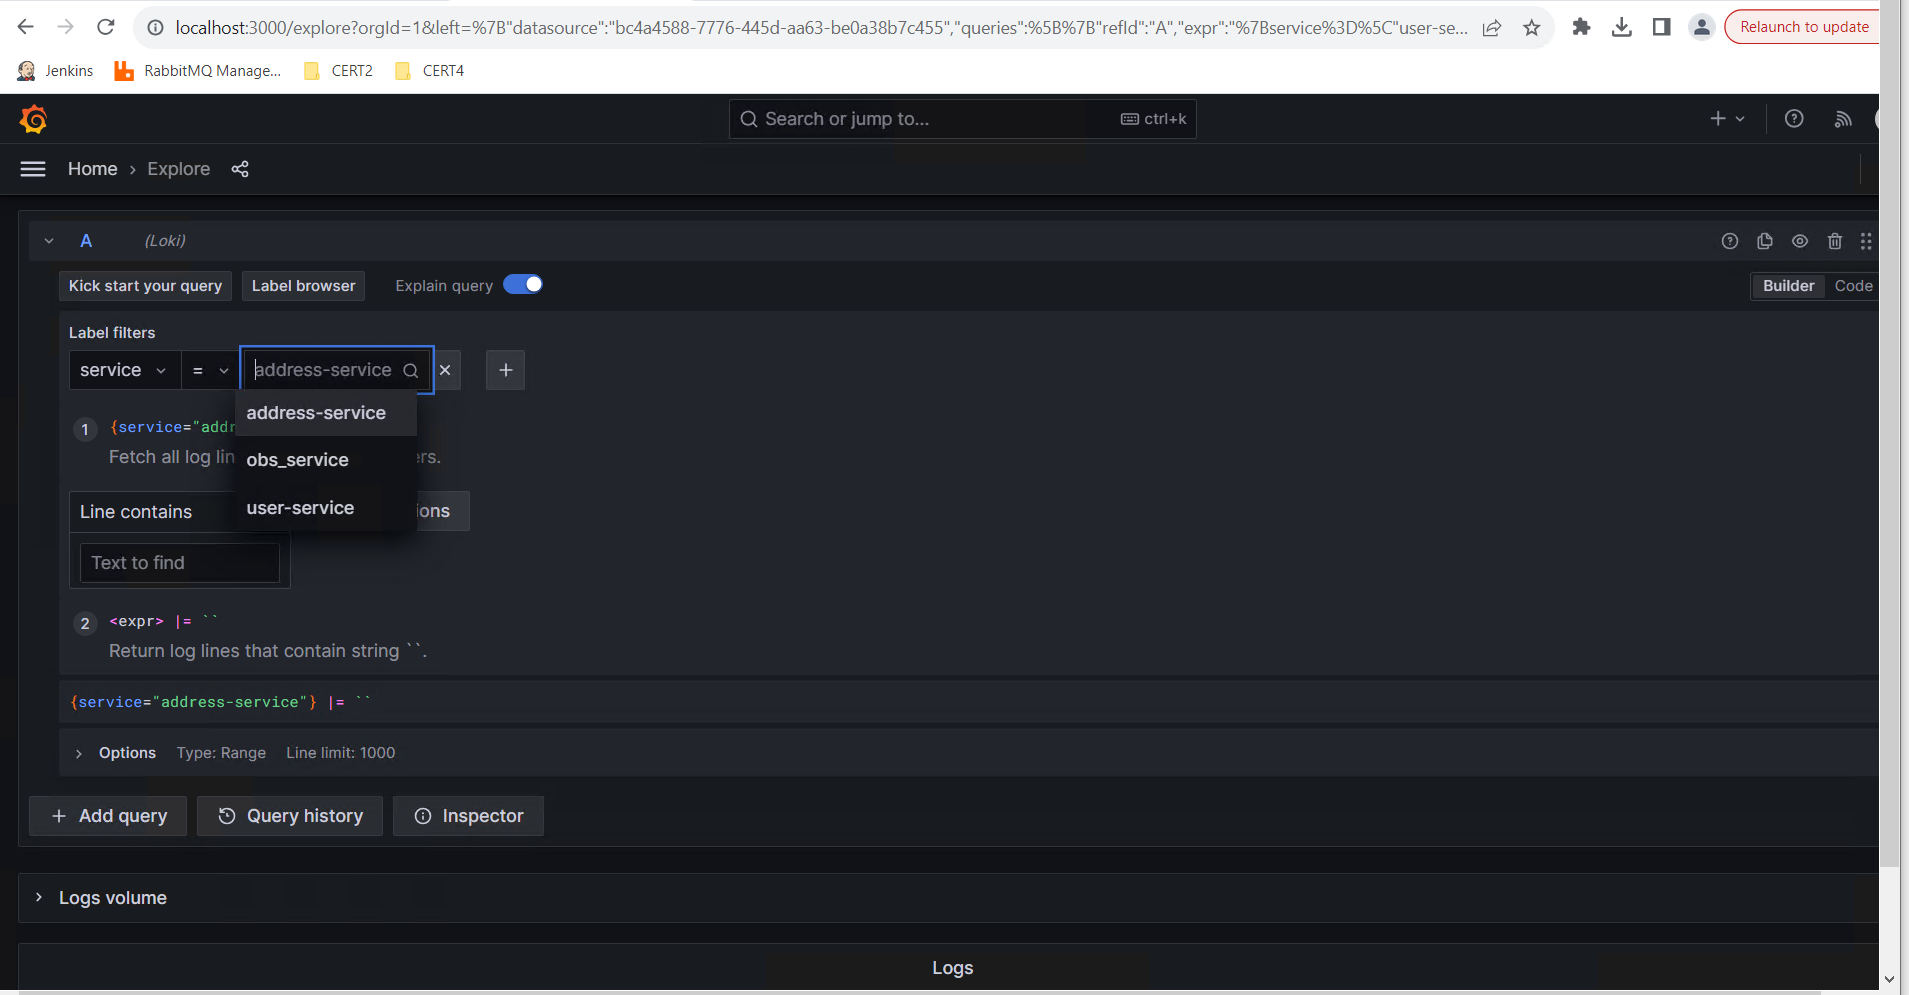 localhost:3000/explore?orgId=1&left=%7B"datasource":"bc4a4588-7776-445d-aa63-be0a38b7c455","queries":%5B%7B"refId":"A","expr":"%7Bservice%3D%5C"user-se...
Relaunch to update
Jenkins
RabbitMQ Manage...
CERT2
CERT4
Search or jump to...
ctrl+k
Home › Explore
A (Loki)
Kick start your query
Label browser
Explain query
Builder
Code
Label filters
service
=
address-service
address-service
obs_service
user-service
1 {service="addr
Fetch all log lin
ers.
Line contains
ions
Text to find
2 <expr> |= ``
Return log lines that contain string ``.
{service="address-service"} |= ``
Options Type: Range Line limit: 1000
+ Add query
Query history
Inspector
Logs volume
Logs